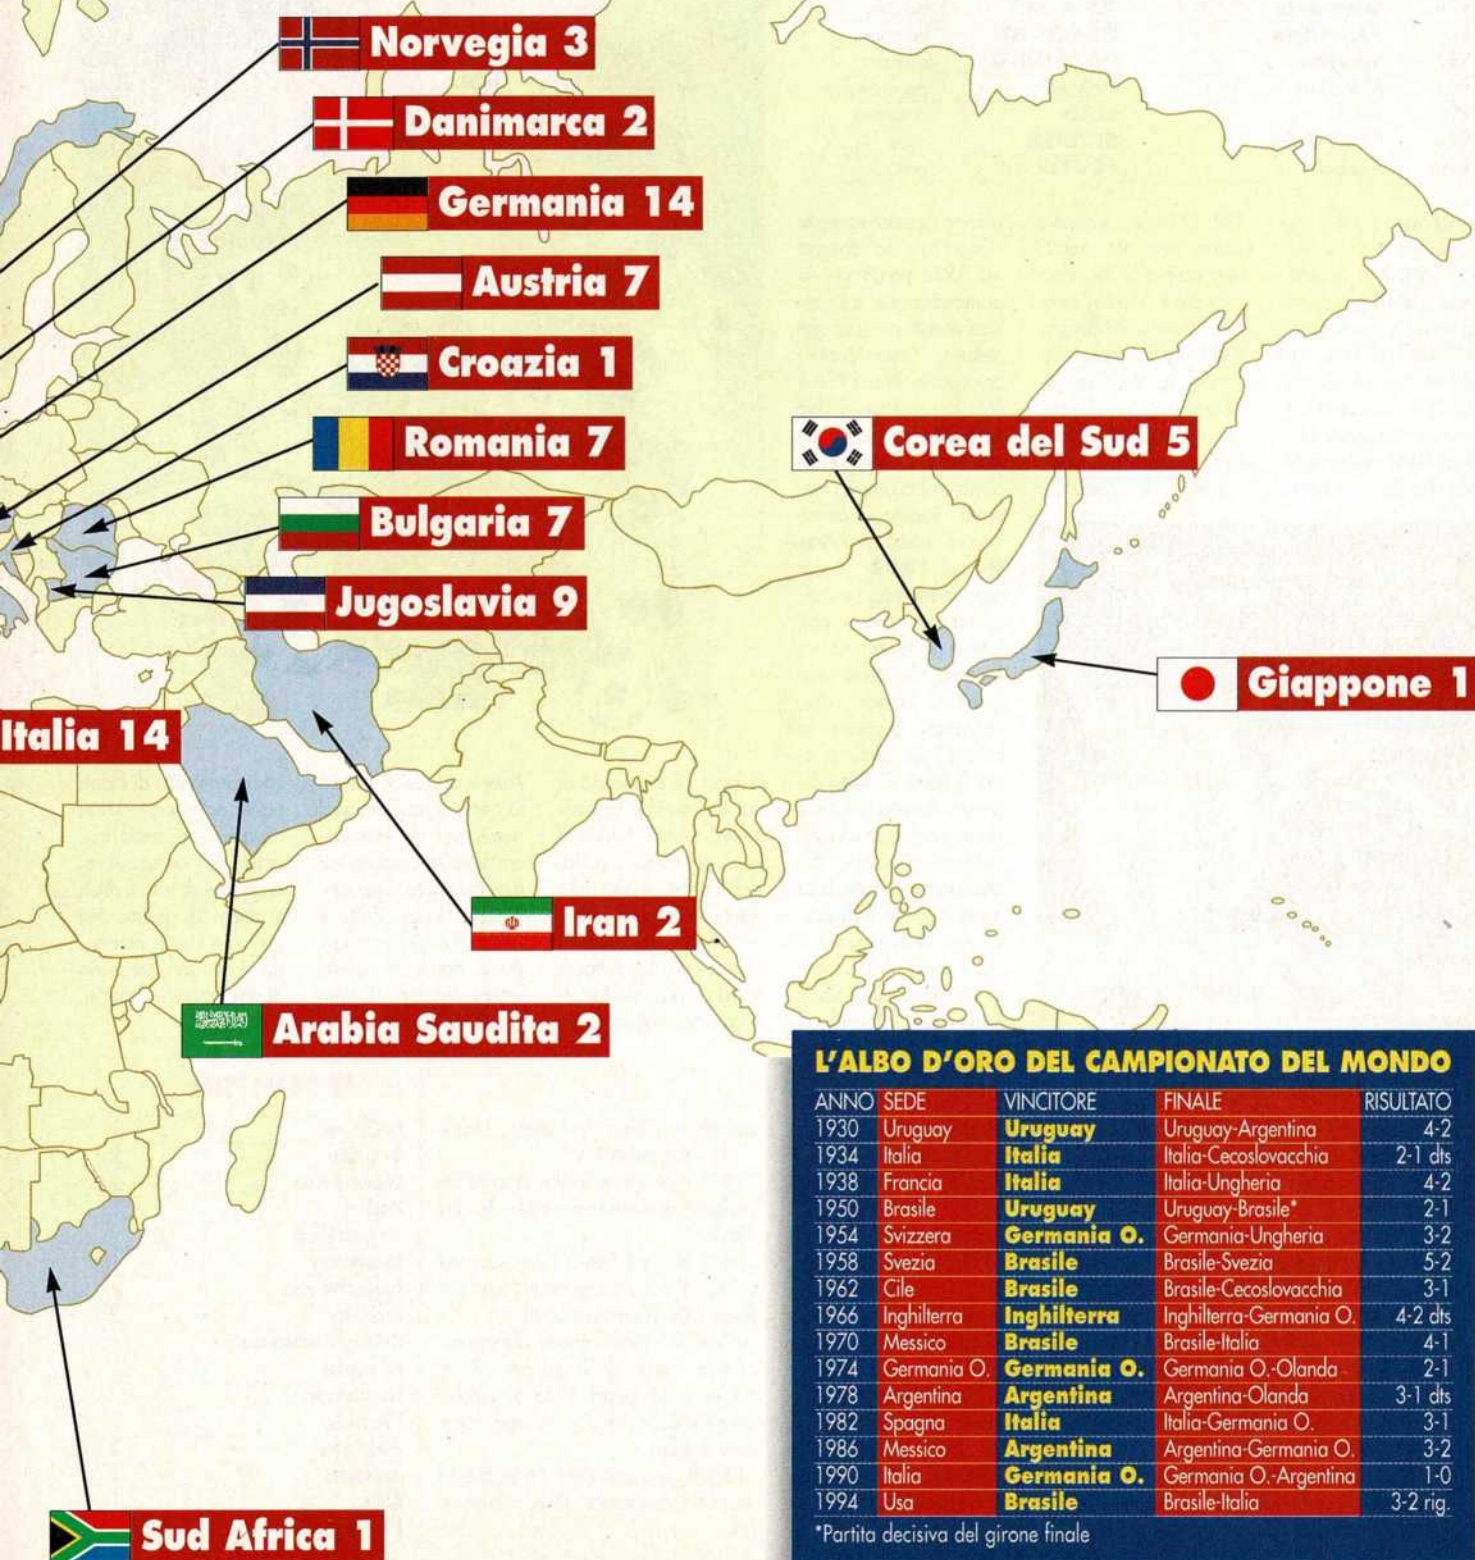 Norvegia 3
Danimarca 2
Germania 14
Austria 7
Croazia 1
Romania 7
Corea del Sud 5
Bulgaria 7
Jugoslavia 9
Giappone 1
Italia 14
Iran 2
Arabia Saudita 2
Sud Africa 1
L'ALBO D'ORO DEL CAMPIONATO DEL MONDO
ANNO SEDE VINCITORE FINALE RISULTATO
1930 Uruguay Uruguay Uruguay-Argentina 4-2
1934 Italia Italia Italia-Cecoslovacchia 2-1 dts
1938 Francia Italia Italia-Ungheria 4-2
1950 Brasile Uruguay Uruguay-Brasile* 2-1
1954 Svizzera Germania O. Germania-Ungheria 3-2
1958 Svezia Brasile Brasile-Svezia 5-2
1962 Cile Brasile Brasile-Cecoslovacchia 3-1
1966 Inghilterra Inghilterra Inghilterra-Germania O. 4-2 dts
1970 Messico Brasile Brasile-Italia 4-1
1974 Germania O. Germania O. Germania O.-Olanda 2-1
1978 Argentina Argentina Argentina-Olanda 3-1 dts
1982 Spagna Italia Italia-Germania O. 3-1
1986 Messico Argentina Argentina-Germania O. 3-2
1990 Italia Germania O. Germania O.-Argentina 1-0
1994 Usa Brasile Brasile-Italia 3-2 rig.
*Partita decisiva del girone finale